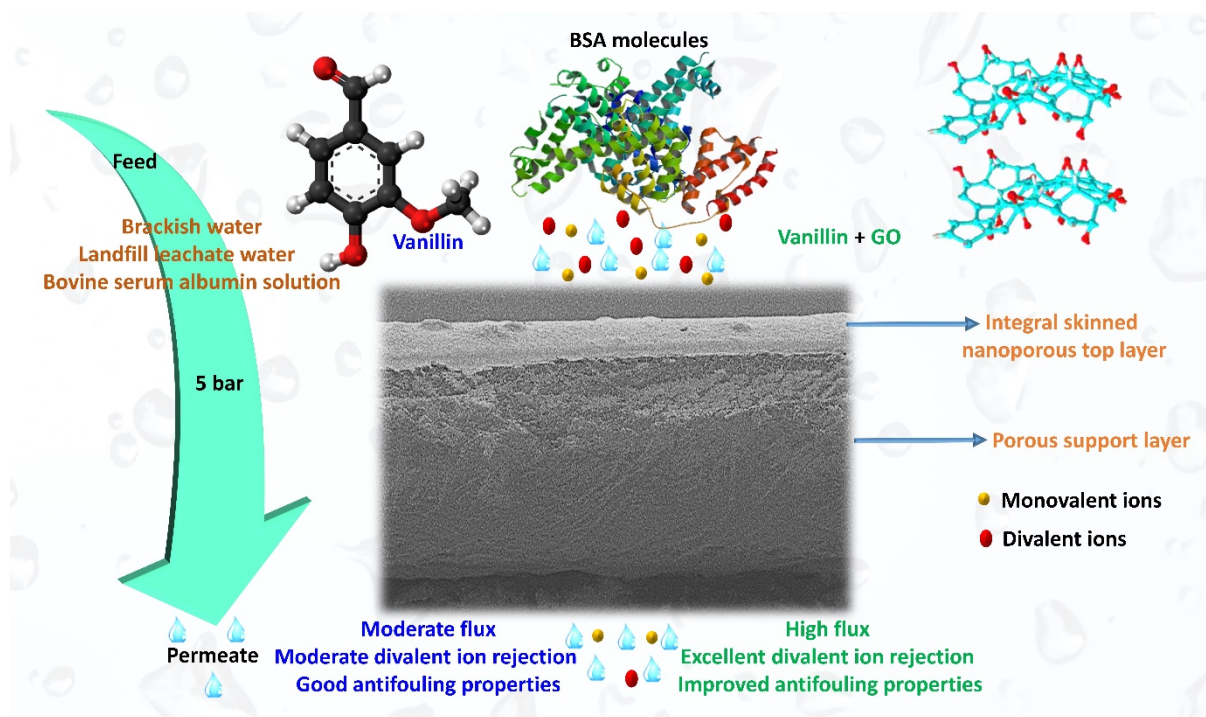 BSA molecules
Feed
Brackish water
Landfill leachate water
Bovine serum albumin solution
Vanillin
Vanillin + GO
Integral skinned
nanoporous top layer
5 bar
Porous support layer
Monovalent ions
Divalent ions
Permeate
Moderate flux
Moderate divalent ion rejection
Good antifouling properties
High flux
Excellent divalent ion rejection
Improved antifouling properties